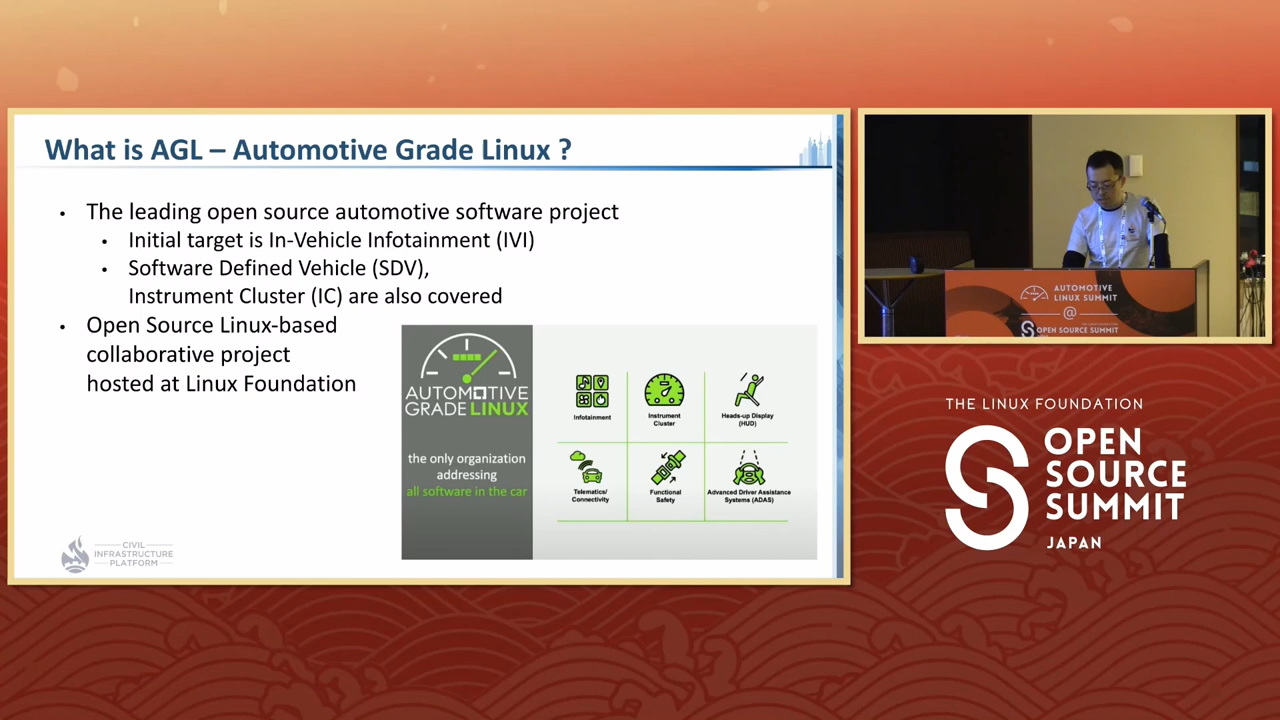 What is AGL – Automotive Grade Linux ?
• The leading open source automotive software project
• Initial target is In-Vehicle Infotainment (IVI)
• Software Defined Vehicle (SDV),
Instrument Cluster (IC) are also covered
• Open Source Linux-based
collaborative project
hosted at Linux Foundation
AUTOMOTIVE
GRADE LINUX
the only organization
addressing
all software in the car
Infotainment
Instrument
Cluster
Heads-up Display
(HUD)
Telematics/
Connectivity
Functional
Safety
Advanced Driver Assistance
Systems (ADAS)
CIVIL
INFRASTRUCTURE
PLATFORM
AUTOMOTIVE
LINUX SUMMIT
@
OPEN SOURCE SUMMIT
THE LINUX FOUNDATION
OPEN
SOURCE
SUMMIT
JAPAN